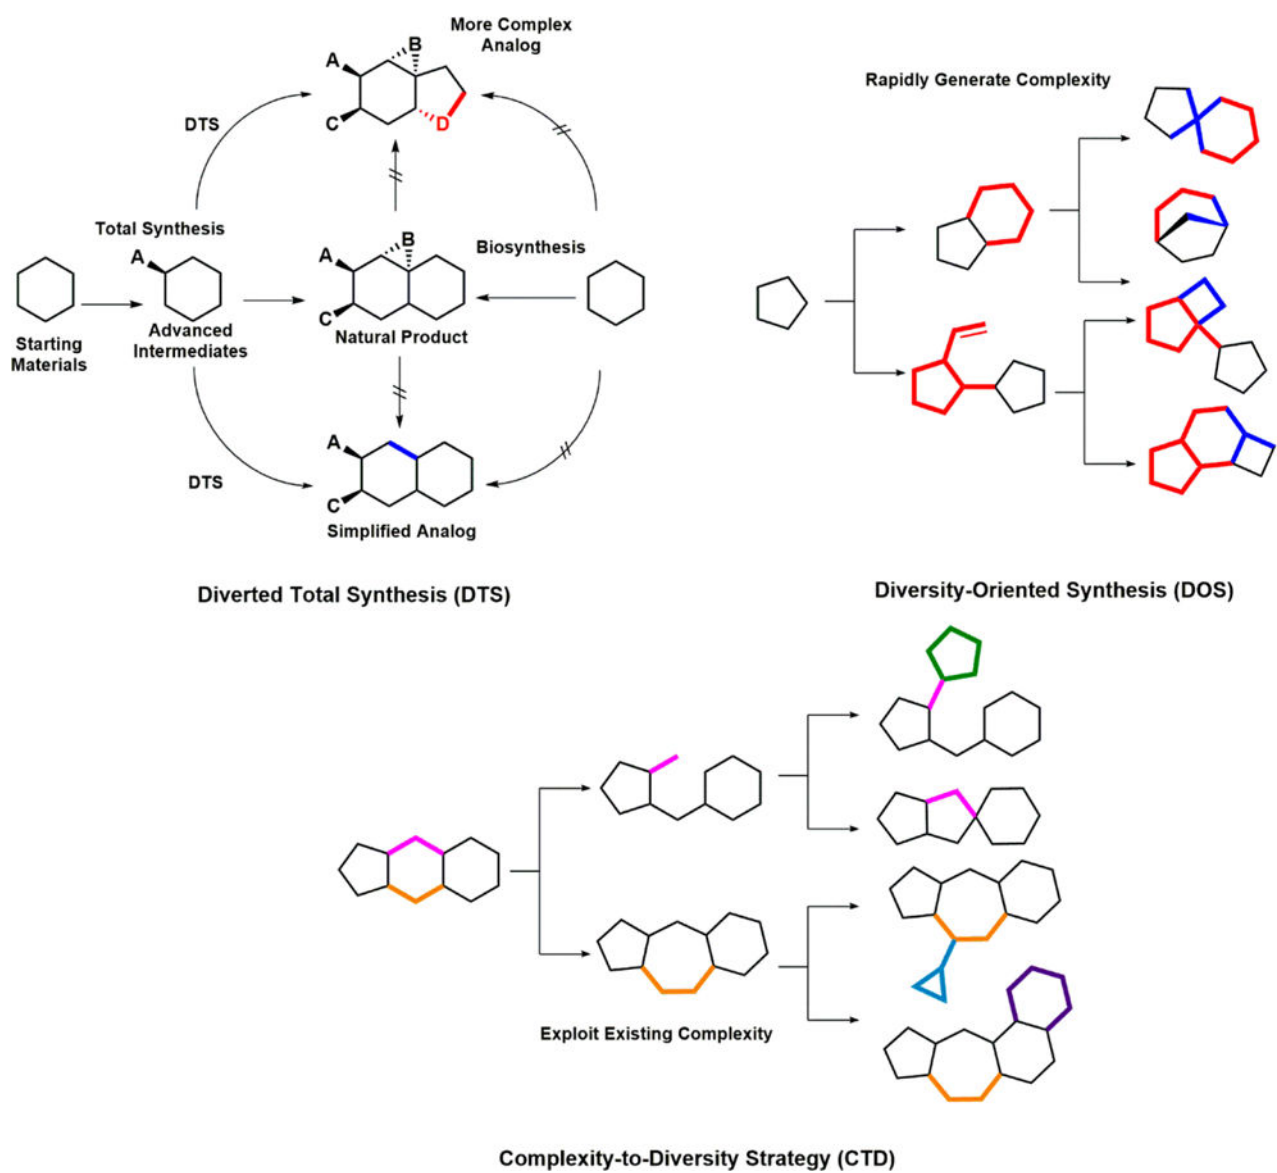 More Complex
Analog
A
B
C
D
DTS
Total Synthesis
A
Starting
Materials
Advanced
Intermediates
A
B
C
Natural Product
Biosynthesis
DTS
A
C
Simplified Analog
Diverted Total Synthesis (DTS)
Rapidly Generate Complexity
Diversity-Oriented Synthesis (DOS)
Exploit Existing Complexity
Complexity-to-Diversity Strategy (CTD)